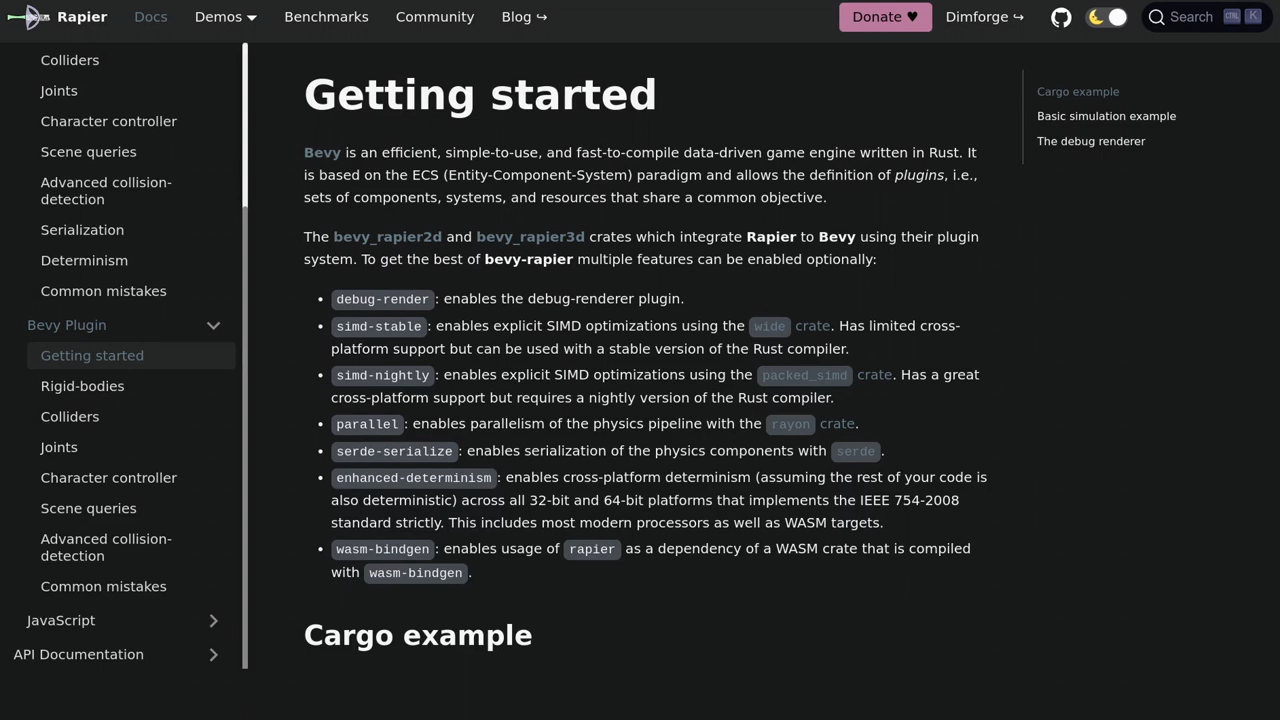 Rapier Docs Demos Benchmarks Community Blog ↪ Donate ♥ Dimforge ↪ Search CTRL K
Colliders
Joints
Character controller
Scene queries
Advanced collision-
detection
Serialization
Determinism
Common mistakes
Bevy Plugin
Getting started
Rigid-bodies
Colliders
Joints
Character controller
Scene queries
Advanced collision-
detection
Common mistakes
JavaScript
API Documentation
Getting started
Bevy is an efficient, simple-to-use, and fast-to-compile data-driven game engine written in Rust. It
is based on the ECS (Entity-Component-System) paradigm and allows the definition of plugins, i.e.,
sets of components, systems, and resources that share a common objective.
The bevy_rapier2d and bevy_rapier3d crates which integrate Rapier to Bevy using their plugin
system. To get the best of bevy-rapier multiple features can be enabled optionally:
• debug-render: enables the debug-renderer plugin.
• simd-stable: enables explicit SIMD optimizations using the wide crate. Has limited cross-
platform support but can be used with a stable version of the Rust compiler.
• simd-nightly: enables explicit SIMD optimizations using the packed_simd crate. Has a great
cross-platform support but requires a nightly version of the Rust compiler.
• parallel: enables parallelism of the physics pipeline with the rayon crate.
• serde-serialize: enables serialization of the physics components with serde.
• enhanced-determinism: enables cross-platform determinism (assuming the rest of your code is
also deterministic) across all 32-bit and 64-bit platforms that implements the IEEE 754-2008
standard strictly. This includes most modern processors as well as WASM targets.
• wasm-bindgen: enables usage of rapier as a dependency of a WASM crate that is compiled
with wasm-bindgen.
Cargo example
Cargo example
Basic simulation example
The debug renderer